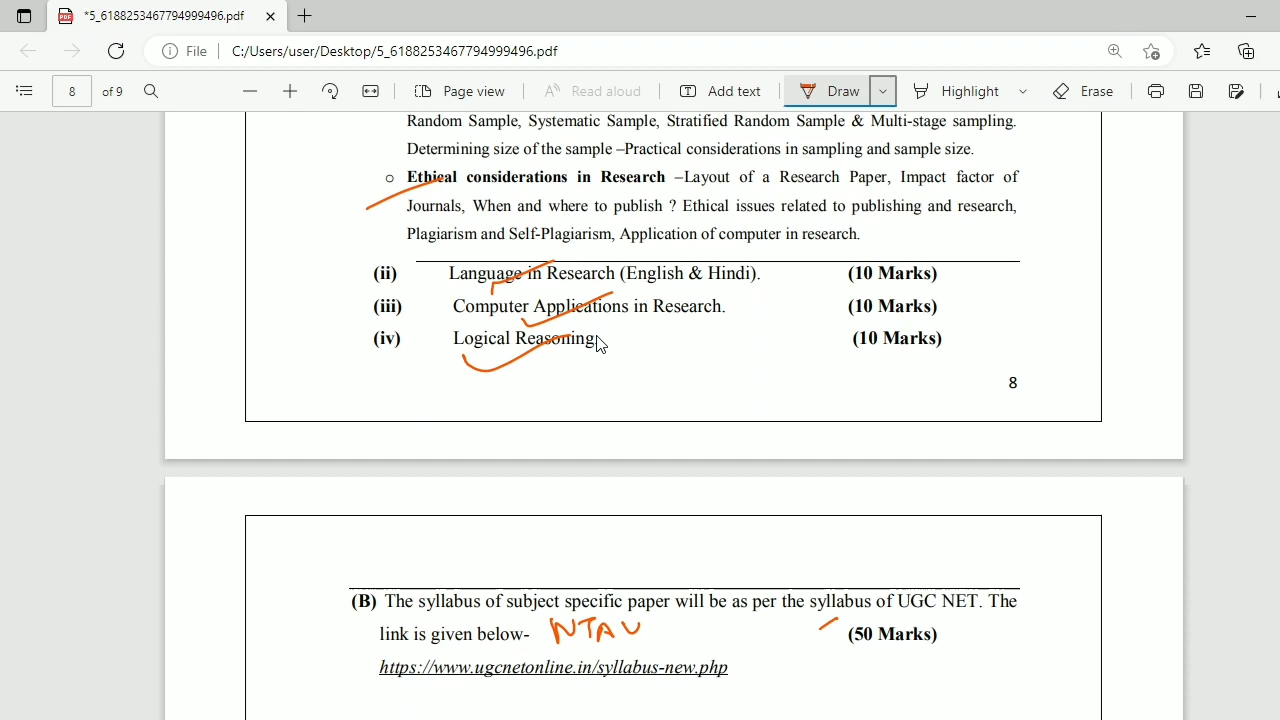 *5_6188253467794999496.pdf
File
C:/Users/user/Desktop/5_6188253467794999496.pdf
8 of 9
Page view
Read aloud
Add text
Draw
Highlight
Erase
Random Sample, Systematic Sample, Stratified Random Sample & Multi-stage sampling.
Determining size of the sample –Practical considerations in sampling and sample size.
o Ethical considerations in Research –Layout of a Research Paper, Impact factor of
Journals, When and where to publish ? Ethical issues related to publishing and research,
Plagiarism and Self-Plagiarism, Application of computer in research.
(ii) Language in Research (English & Hindi). (10 Marks)
(iii) Computer Applications in Research. (10 Marks)
(iv) Logical Reasoning. (10 Marks)
8
(B) The syllabus of subject specific paper will be as per the syllabus of UGC NET. The
link is given below- NTA U (50 Marks)
https://www.ugcnetonline.in/syllabus-new.php